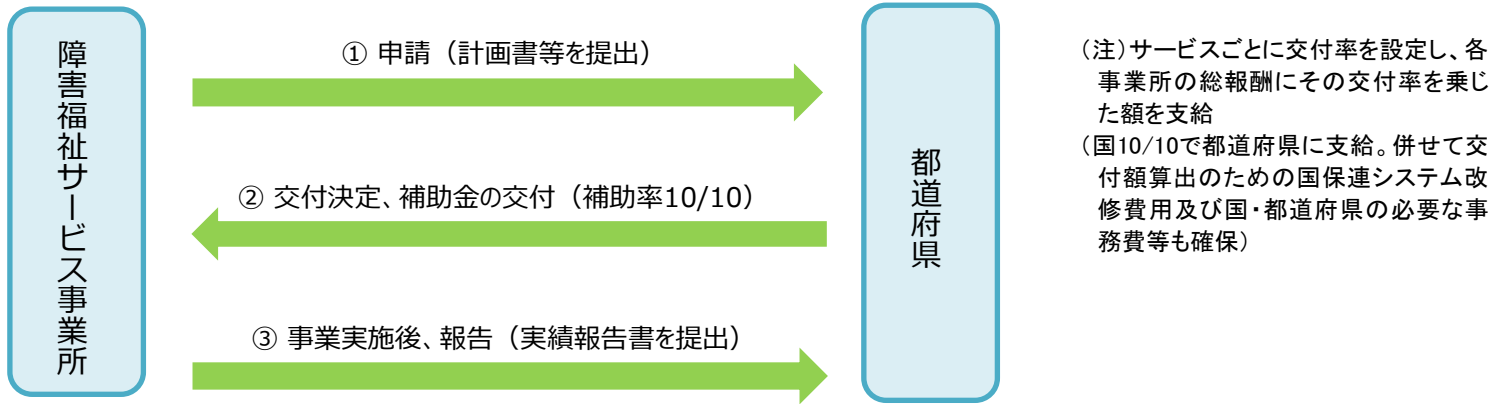 障害福祉サービス事業所
① 申請（計画書等を提出）
② 交付決定、補助金の交付（補助率10/10）
③ 事業実施後、報告（実績報告書を提出）
都道府県
（注）サービスごとに交付率を設定し、各
事業所の総報酬にその交付率を乗じ
た額を支給
（国10/10で都道府県に支給。併せて交
付額算出のための国保連システム改
修費用及び国・都道府県の必要な事
務費等も確保）